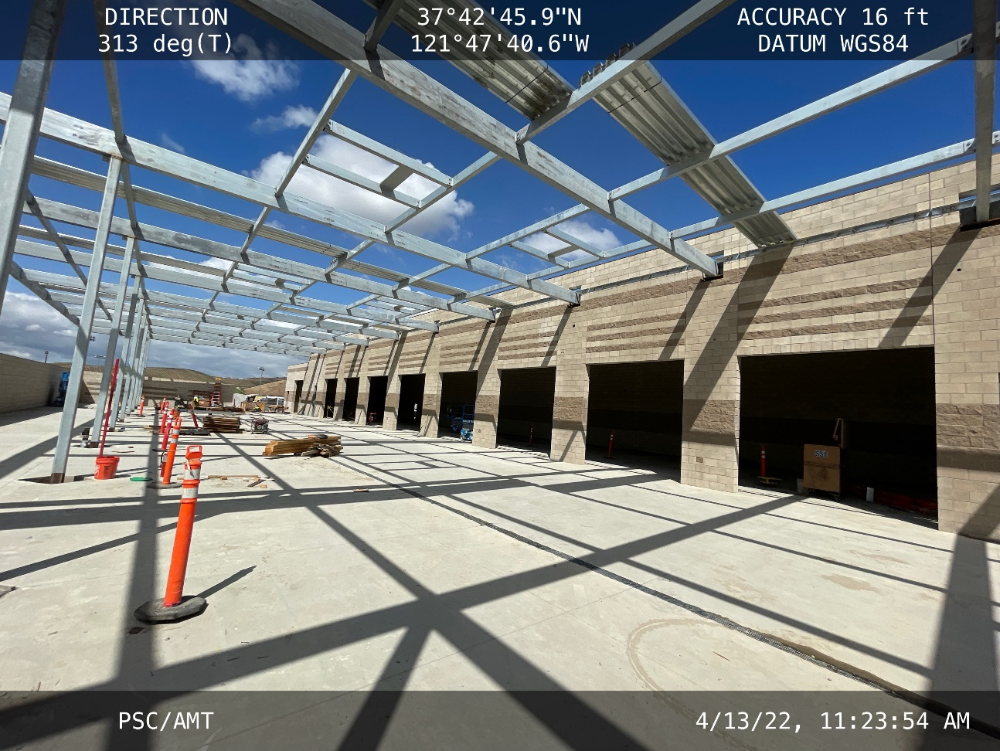 DIRECTION
313 deg(T)
37°42'45.9"N
121°47'40.6"W
ACCURACY 16 ft
DATUM WGS84
SSB
PSC/AMT
4/13/22, 11:23:54 AM